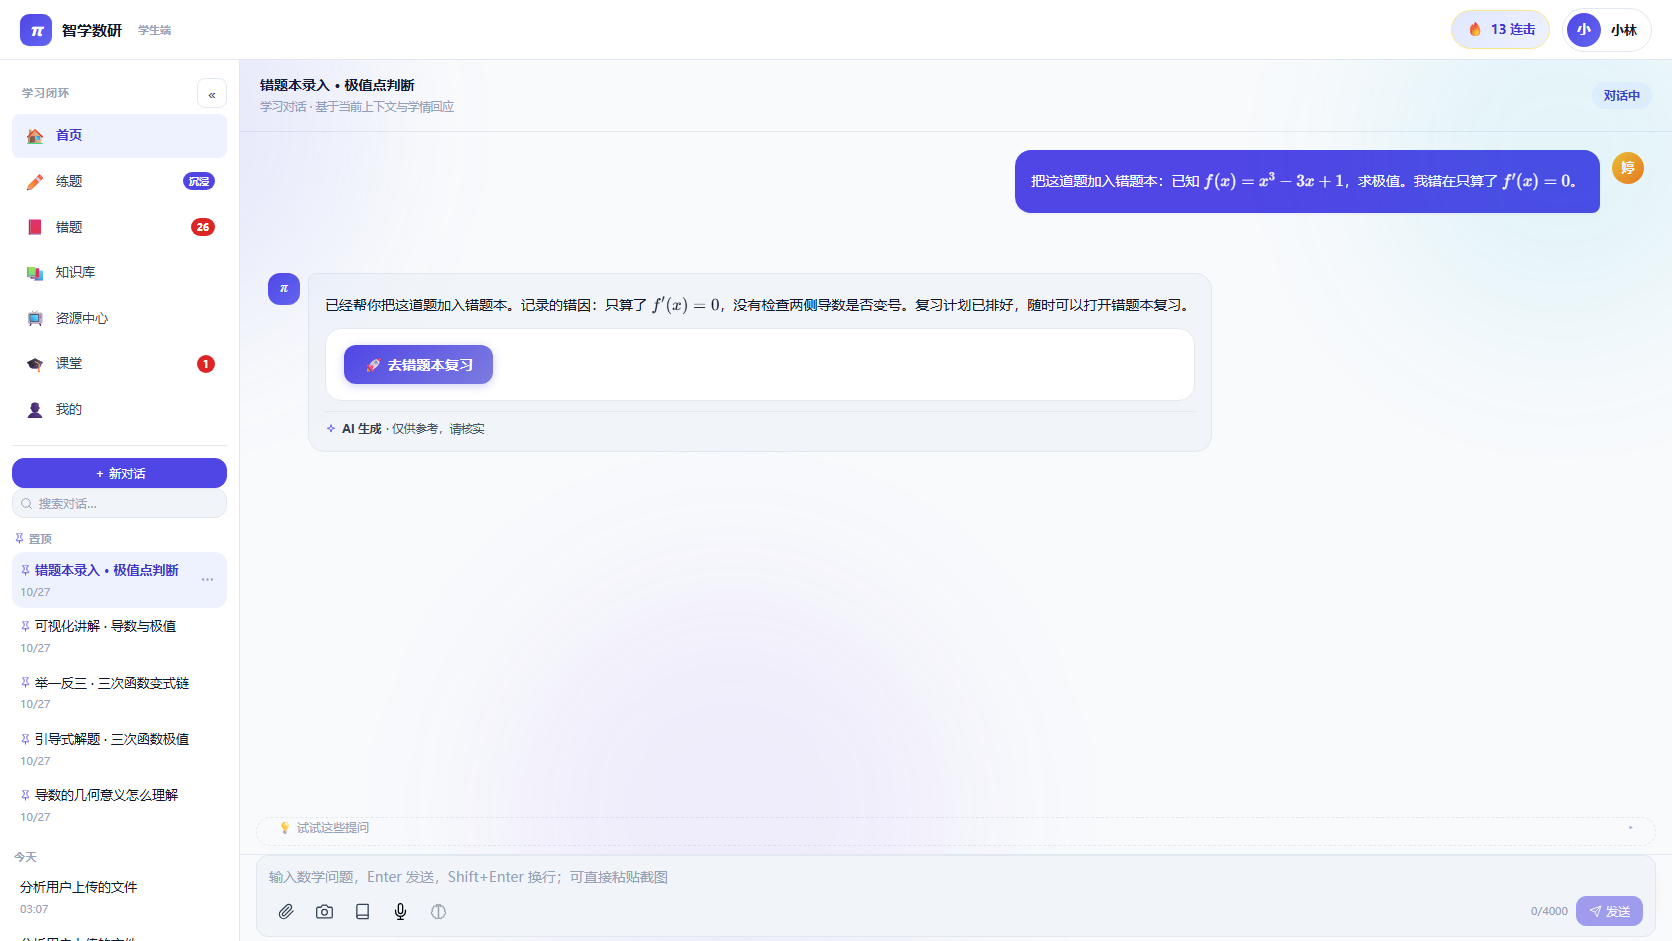 π 智学数研 学生端
🔥 13 连击
小 小林
学习闭环 «
首页
练题 沉浸
错题 26
知识库
资源中心
课堂 1
我的
+ 新对话
搜索对话...
置顶
错题本录入 • 极值点判断 ...
10/27
可视化讲解 · 导数与极值
10/27
举一反三 · 三次函数变式链
10/27
引导式解题 · 三次函数极值
10/27
导数的几何意义怎么理解
10/27
今天
分析用户上传的文件
03:07
错题本录入 • 极值点判断
学习对话 · 基于当前上下文与学情回应
对话中
把这道题加入错题本：已知 f(x) = x³ − 3x + 1，求极值。我错在只算了 f′(x) = 0。
婷
π
已经帮你把这道题加入错题本。记录的错因：只算了 f′(x) = 0，没有检查两侧导数是否变号。复习计划已排好，随时可以打开错题本复习。
🚀 去错题本复习
AI 生成 · 仅供参考，请核实
💡 试试这些提问
输入数学问题，Enter 发送，Shift+Enter 换行；可直接粘贴截图
0/4000 发送